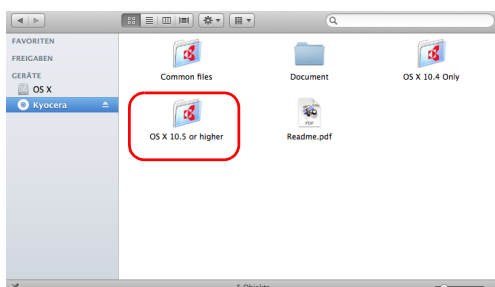 FAVORITEN
FREIGABEN
GERÄTE
OS X
Kyocera
Common files
Document
OS X 10.4 Only
OS X 10.5 or higher
PDF
Readme.pdf
Objekte